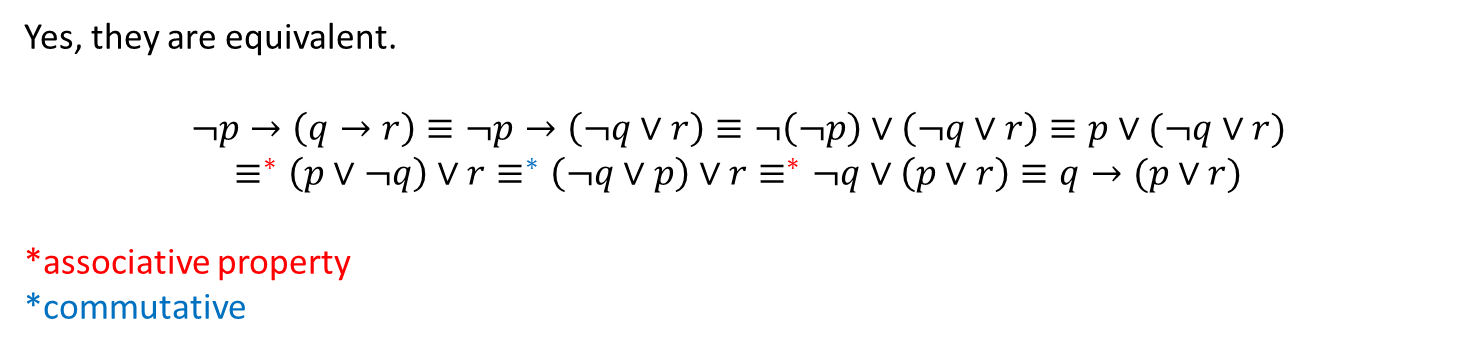 Yes, they are equivalent.
¬p → (q → r) ≡ ¬p → (¬q ∨ r) ≡ ¬(¬p) ∨ (¬q ∨ r) ≡ p ∨ (¬q ∨ r)
≡* (p ∨ ¬q) ∨ r ≡* (¬q ∨ p) ∨ r ≡* ¬q ∨ (p ∨ r) ≡ q → (p ∨ r)
*associative property
*commutative